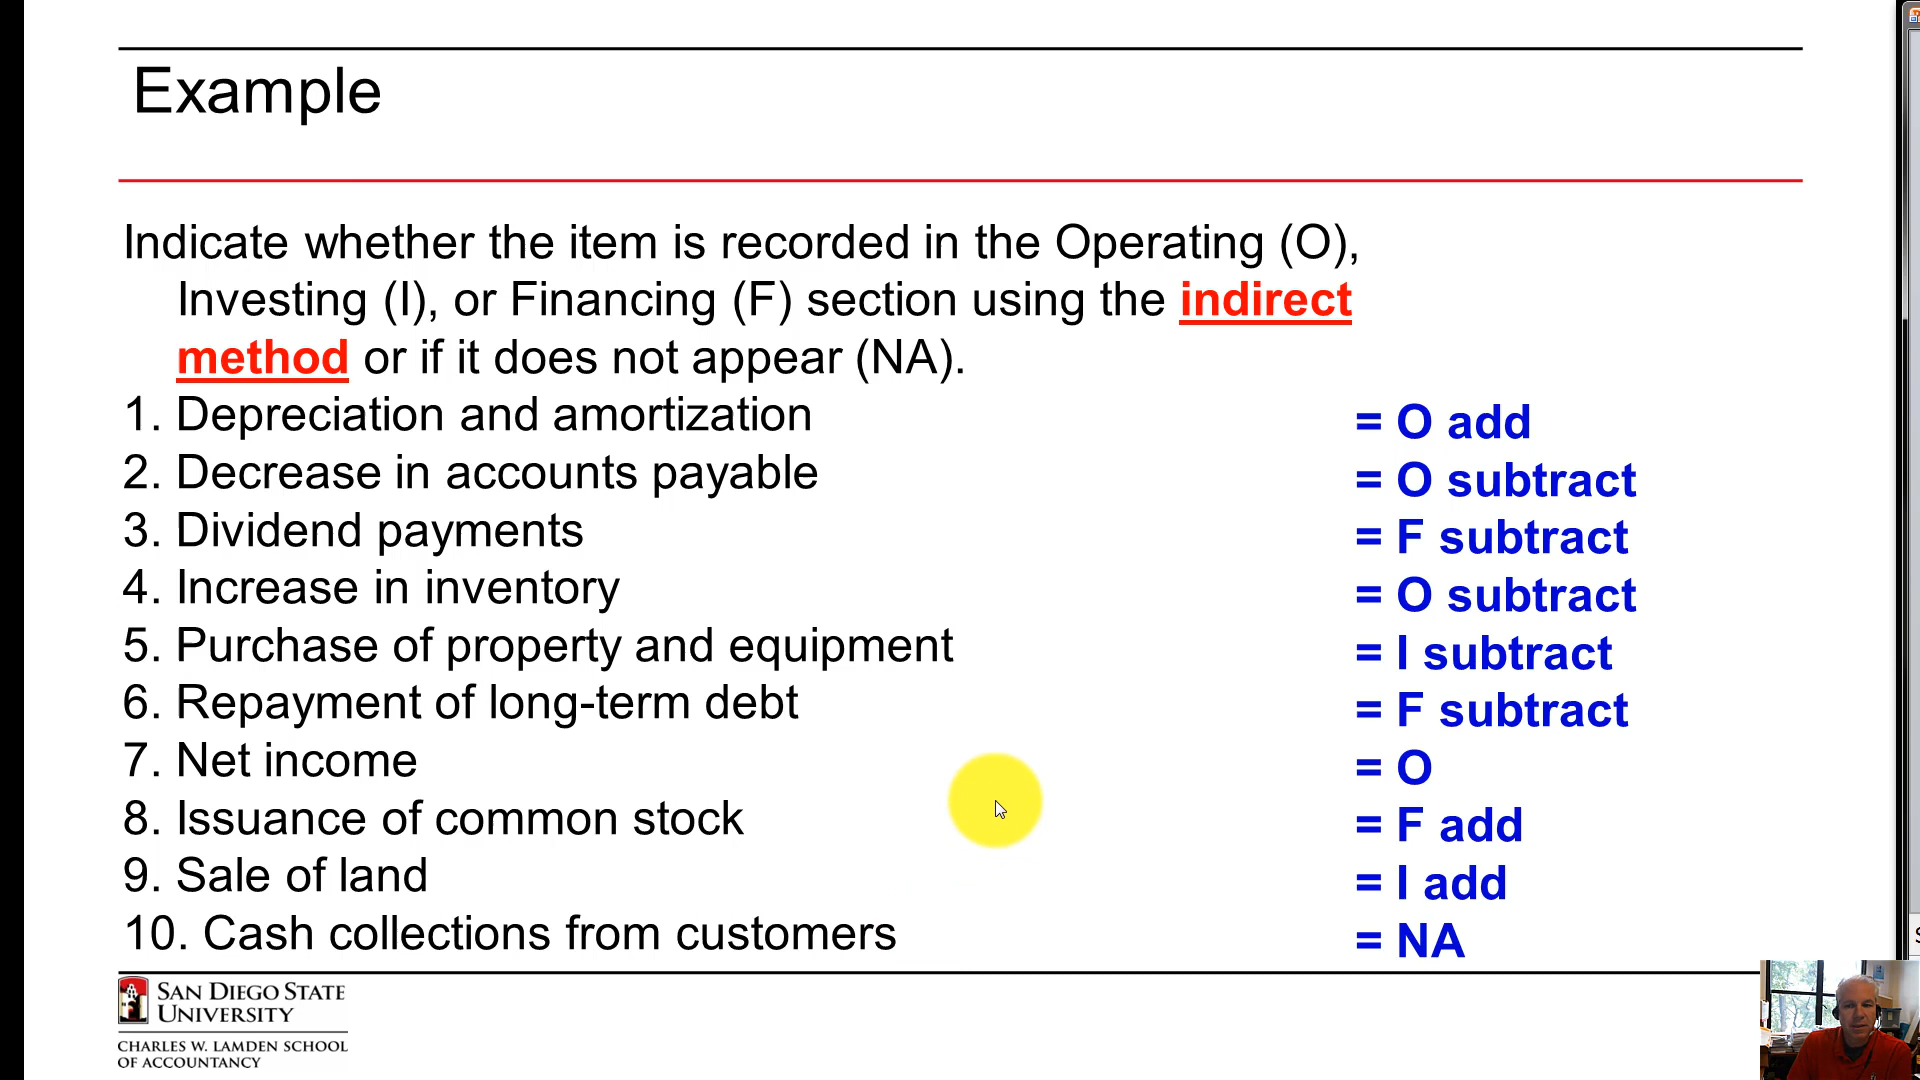 Example
Indicate whether the item is recorded in the Operating (O),
Investing (I), or Financing (F) section using the indirect
method or if it does not appear (NA).
1. Depreciation and amortization = O add
2. Decrease in accounts payable = O subtract
3. Dividend payments = F subtract
4. Increase in inventory = O subtract
5. Purchase of property and equipment = I subtract
6. Repayment of long-term debt = F subtract
7. Net income = O
8. Issuance of common stock = F add
9. Sale of land = I add
10. Cash collections from customers = NA
SAN DIEGO STATE
UNIVERSITY
CHARLES W. LAMDEN SCHOOL
OF ACCOUNTANCY